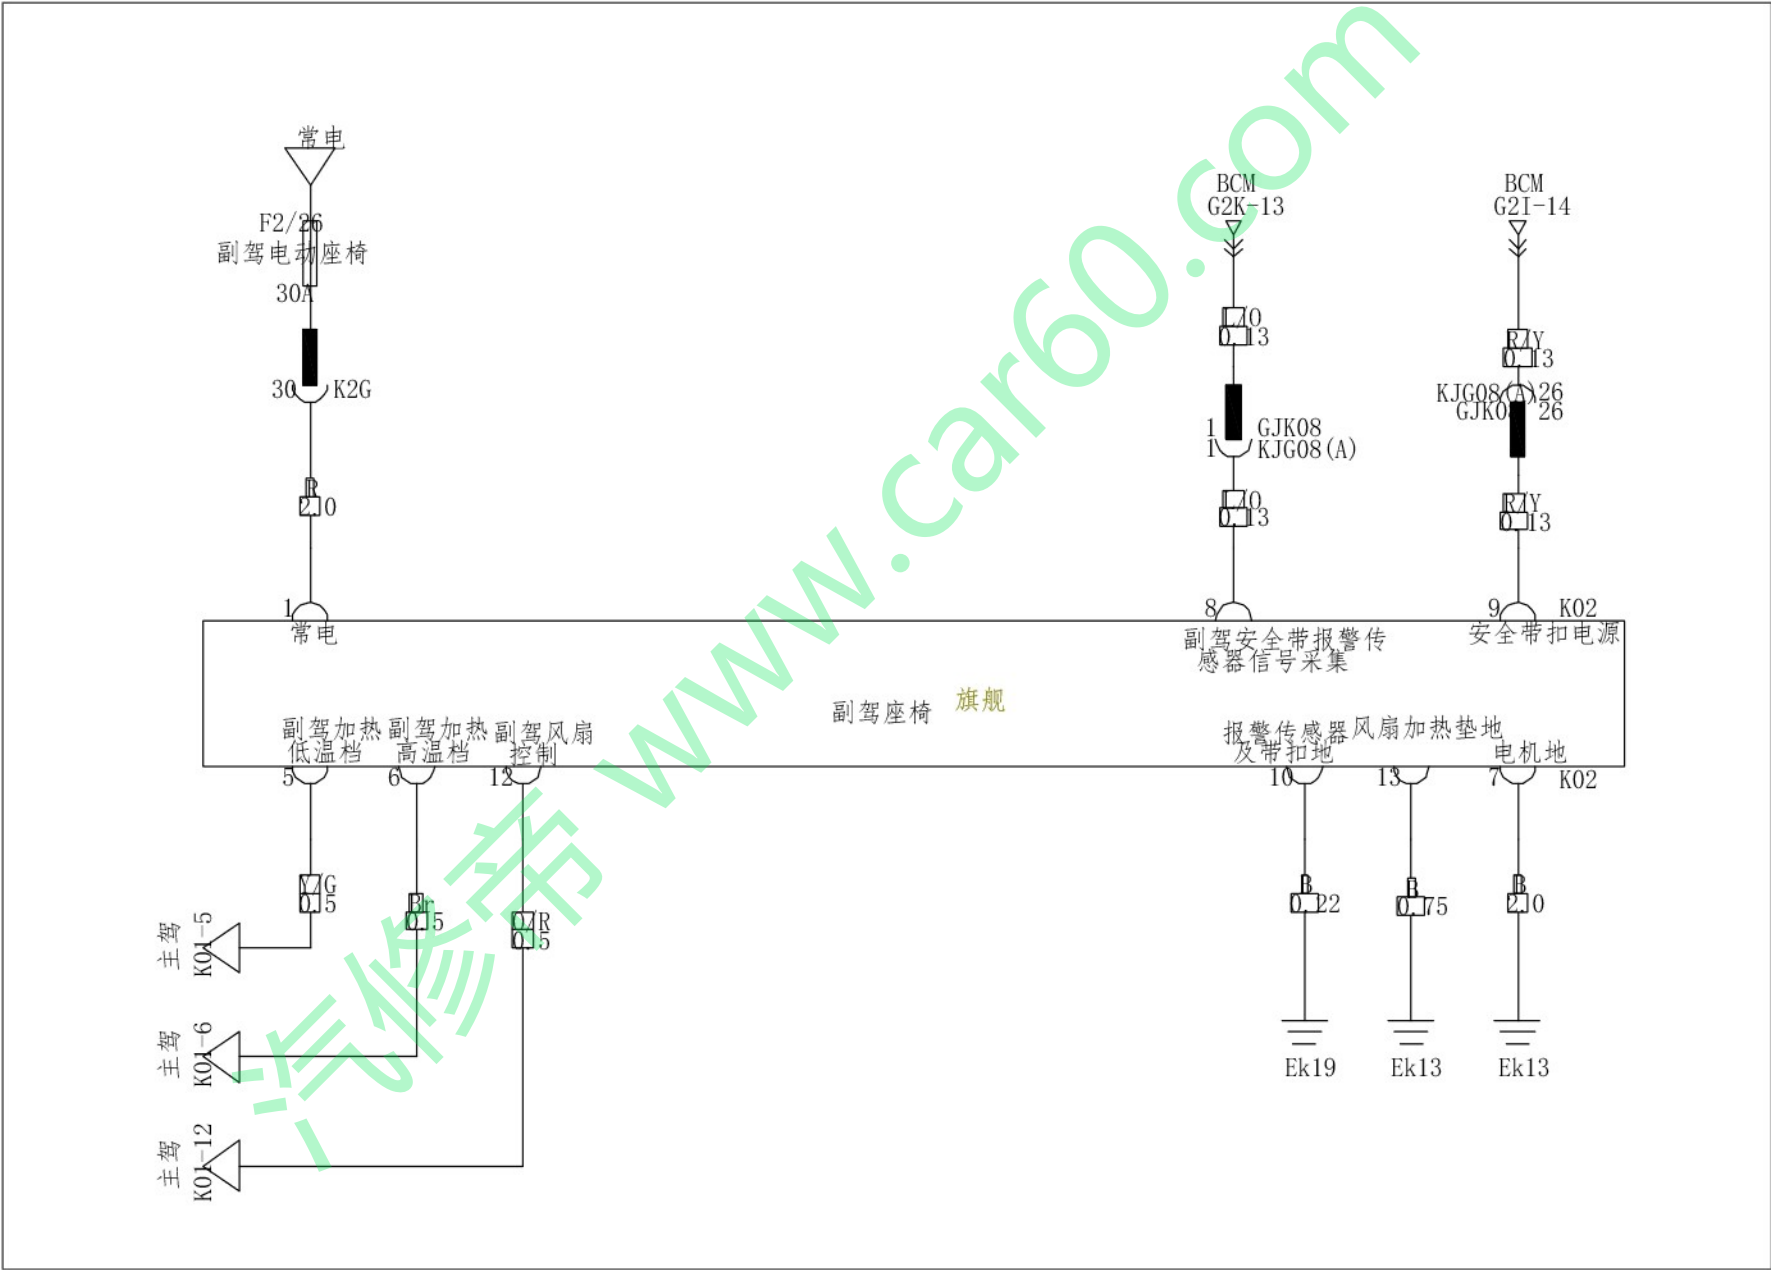 常电
F2/26
副驾电动座椅
30A
30 K2G
R
2.0
1
常电
BCM
G2K-13
L/O
0.13
1 GJK08
1 KJG08(A)
L/O
0.13
8
副驾安全带报警传
感器信号采集
BCM
G2I-14
R/Y
0.13
KJG08(A)26
GJK08 26
R/Y
0.13
9 K02
安全带扣电源
副驾座椅 旗舰
副驾加热
低温档
副驾加热
高温档
副驾风扇
控制
报警传感器
及带扣地
风扇加热垫地
电机地
5
6
12
10
13
7 K02
Y/G
0.5
Br
0.5
O/R
0.5
B
0.22
B
0.75
B
2.0
主驾
K01-5
主驾
K01-6
主驾
K01-12
Ek19
Ek13
Ek13
汽修帝 www.car60.com